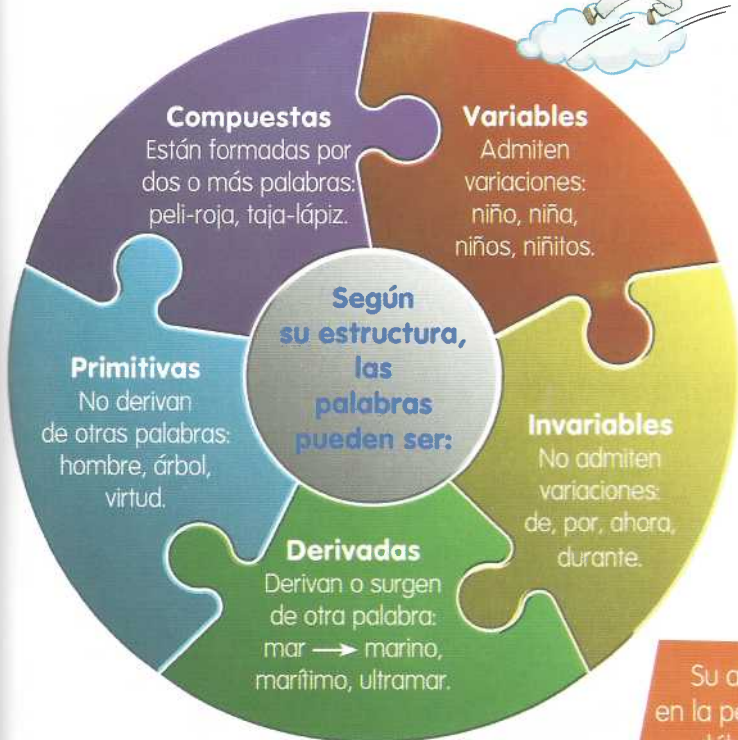 Compuestas
Están formadas por
dos o más palabras:
peli-roja, taja-lápiz.
Variables
Admiten
variaciones:
niño, niña,
niños, niñitos.
Según
su estructura,
las
palabras
pueden ser:
Primitivas
No derivan
de otras palabras:
hombre, árbol,
virtud.
Invariables
No admiten
variaciones:
de, por, ahora,
durante.
Derivadas
Derivan o surgen
de otra palabra:
mar → marino,
marítimo, ultramar.
Su
en la